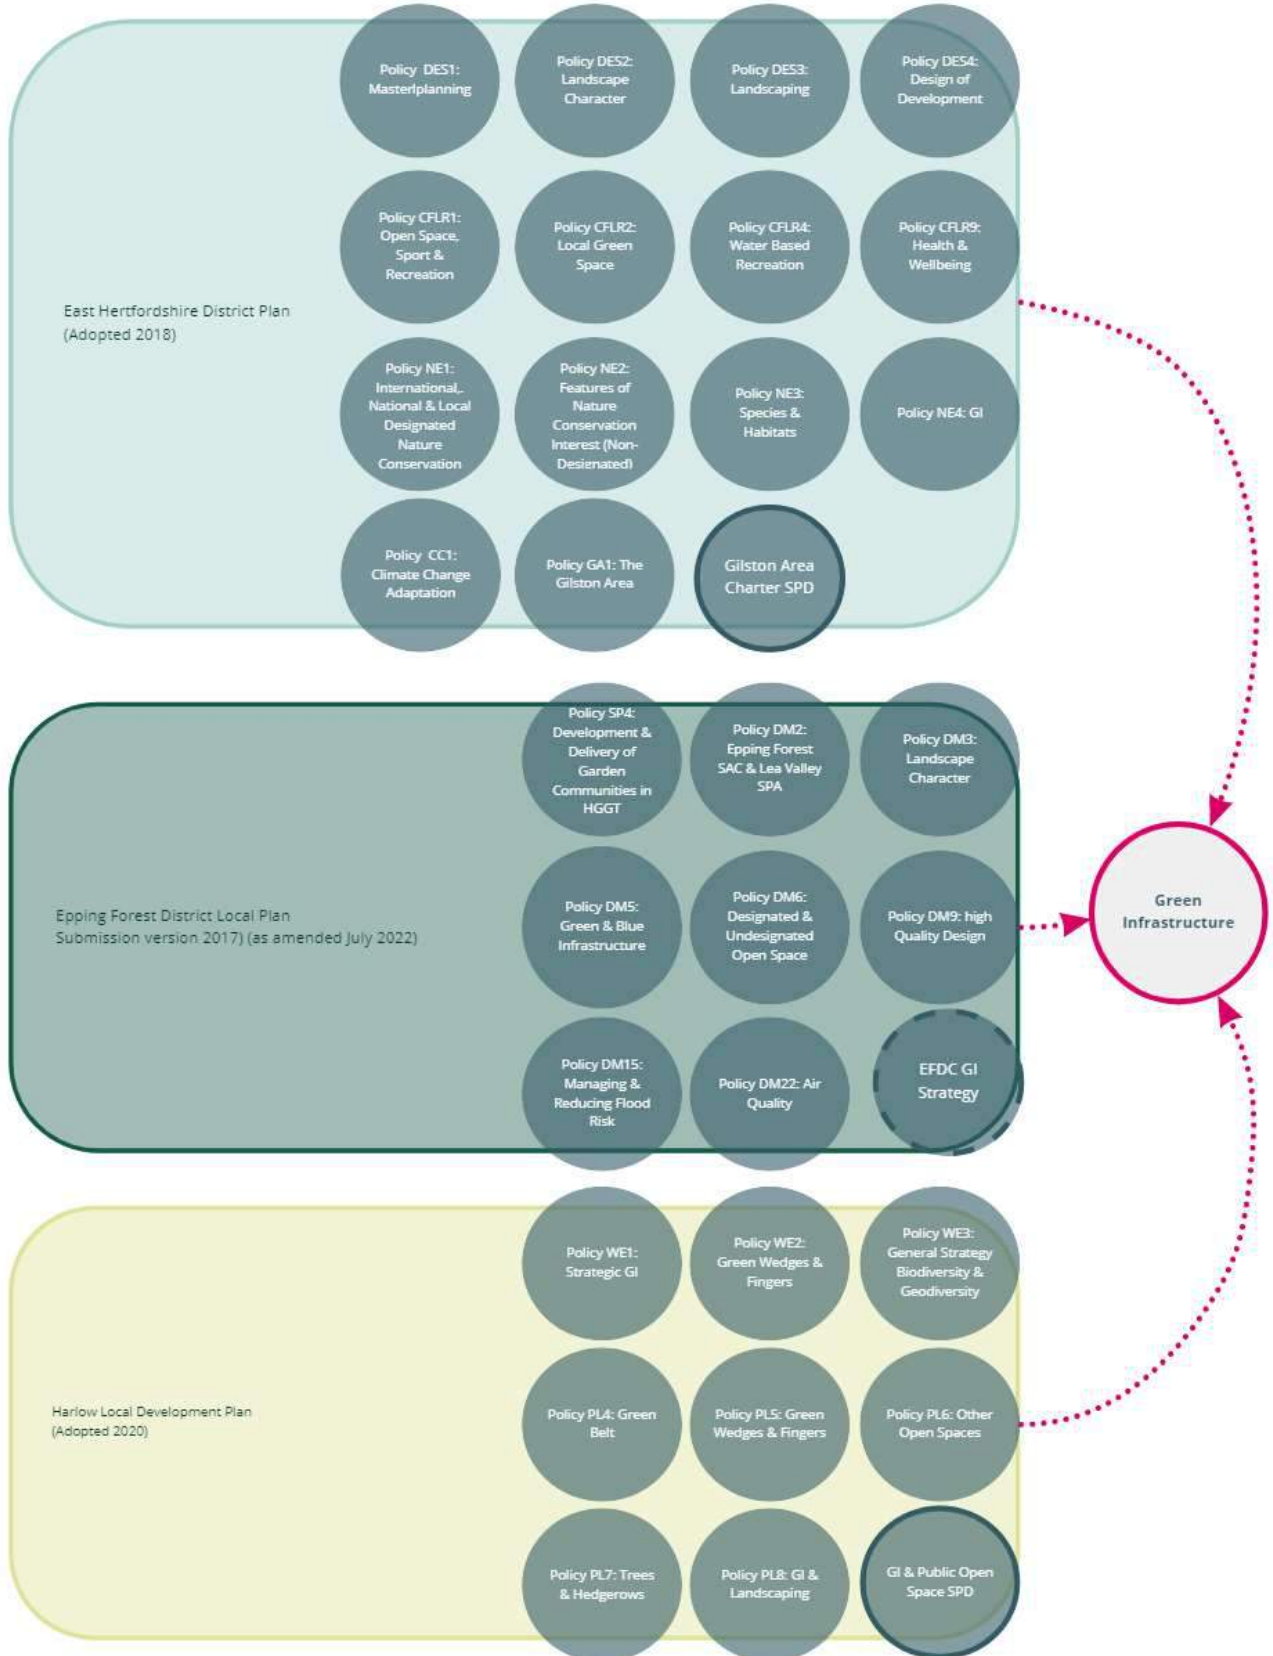 Policy DES1:
Masterlplanning
Policy DES2:
Landscape
Character
Policy DES3:
Landscaping
Policy DES4:
Design of
Development
Policy CFLR1:
Open Space,
Sport &
Recreation
Policy CFLR2:
Local Green
Space
Policy CFLR4:
Water Based
Recreation
Policy CFLR9:
Health &
Wellbeing
East Hertfordshire District Plan
(Adopted 2018)
Policy NE1:
International,.
National & Local
Designated
Nature
Conservation
Policy NE2:
Features of
Nature
Conservation
Interest (Non-
Designated)
Policy NE3:
Species &
Habitats
Policy NE4: GI
Policy CC1:
Climate Change
Adaptation
Policy GA1: The
Gilston Area
Gilston Area
Charter SPD
Policy SP4:
Development &
Delivery of
Garden
Communities in
HGGT
Policy DM2:
Epping Forest
SAC & Lea Valley
SPA
Policy DM3:
Landscape
Character
Epping Forest District Local Plan
Submission version 2017) (as amended July 2022)
Policy DM5:
Green & Blue
Infrastructure
Policy DM6:
Designated &
Undesignated
Open Space
Policy DM9: high
Quality Design
Green
Infrastructure
Policy DM15:
Managing &
Reducing Flood
Risk
Policy DM22: Air
Quality
EFDC GI
Strategy
Policy WE1:
Strategic GI
Policy WE2:
Green Wedges &
Fingers
Policy WE3:
General Strategy
Biodiversity &
Geodiversity
Harlow Local Development Plan
(Adopted 2020)
Policy PL4: Green
Belt
Policy PL5: Green
Wedges & Fingers
Policy PL6: Other
Open Spaces
Policy PL7: Trees
& Hedgerows
Policy PL8: GI &
Landscaping
GI & Public Open
Space SPD